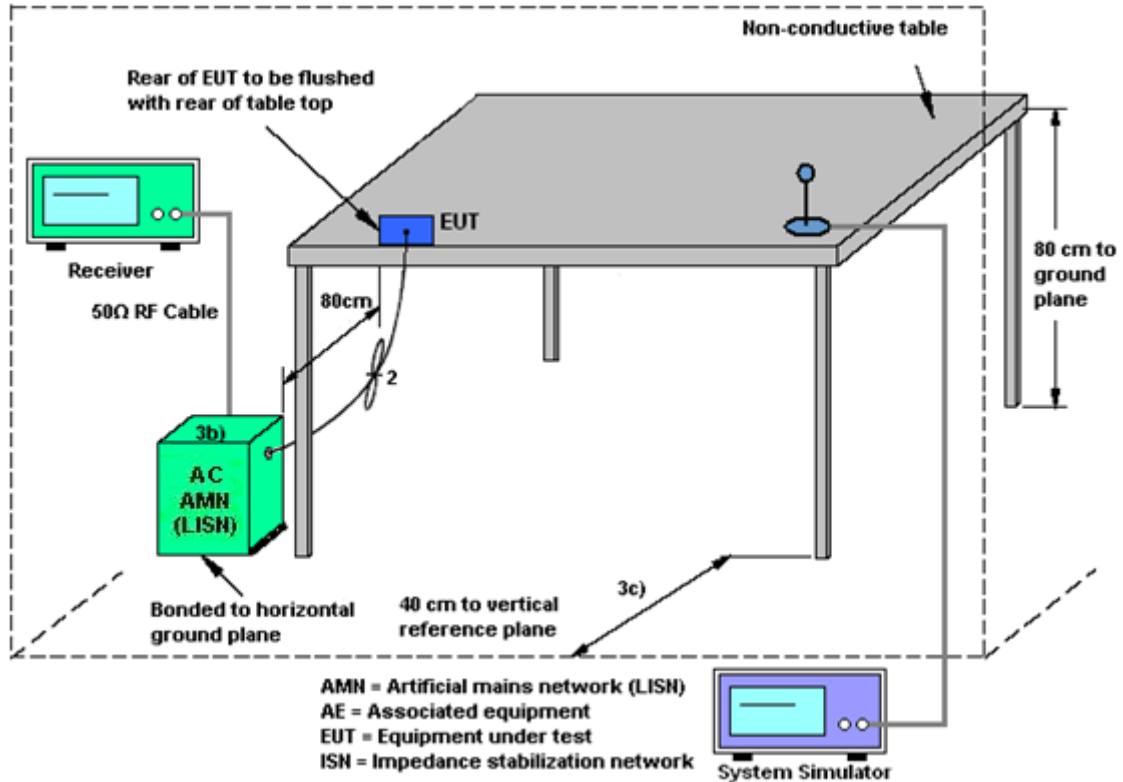 Non-conductive table
Rear of EUT to be flushed
with rear of table top
EUT
Receiver
80cm
80 cm to
ground
plane
50Ω RF Cable
2
3b)
AC
AMN
(LISN)
Bonded to horizontal
ground plane
40 cm to vertical
reference plane
3c)
AMN = Artificial mains network (LISN)
AE = Associated equipment
EUT = Equipment under test
ISN = Impedance stabilization network
System Simulator